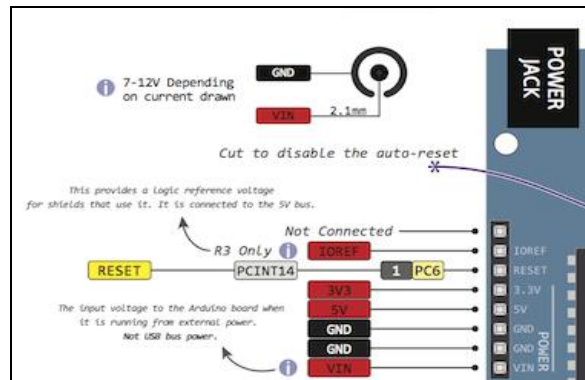 POWER
JACK
GND
7-12V Depending
on current drawn
VIN
2.1mm
Cut to disable the auto-reset
This provides a logic reference voltage
for shields that use it. It is connected to the 5V bus.
Not Connected
R3 Only IOREF IOREF
RESET PCINT14 1 PC6 RESET
3V3 3.3V
The input voltage to the Arduino board when
it is running from external power.
Not USB bus power.
5V 5V
GND GND
GND GND
VIN VIN
POWER